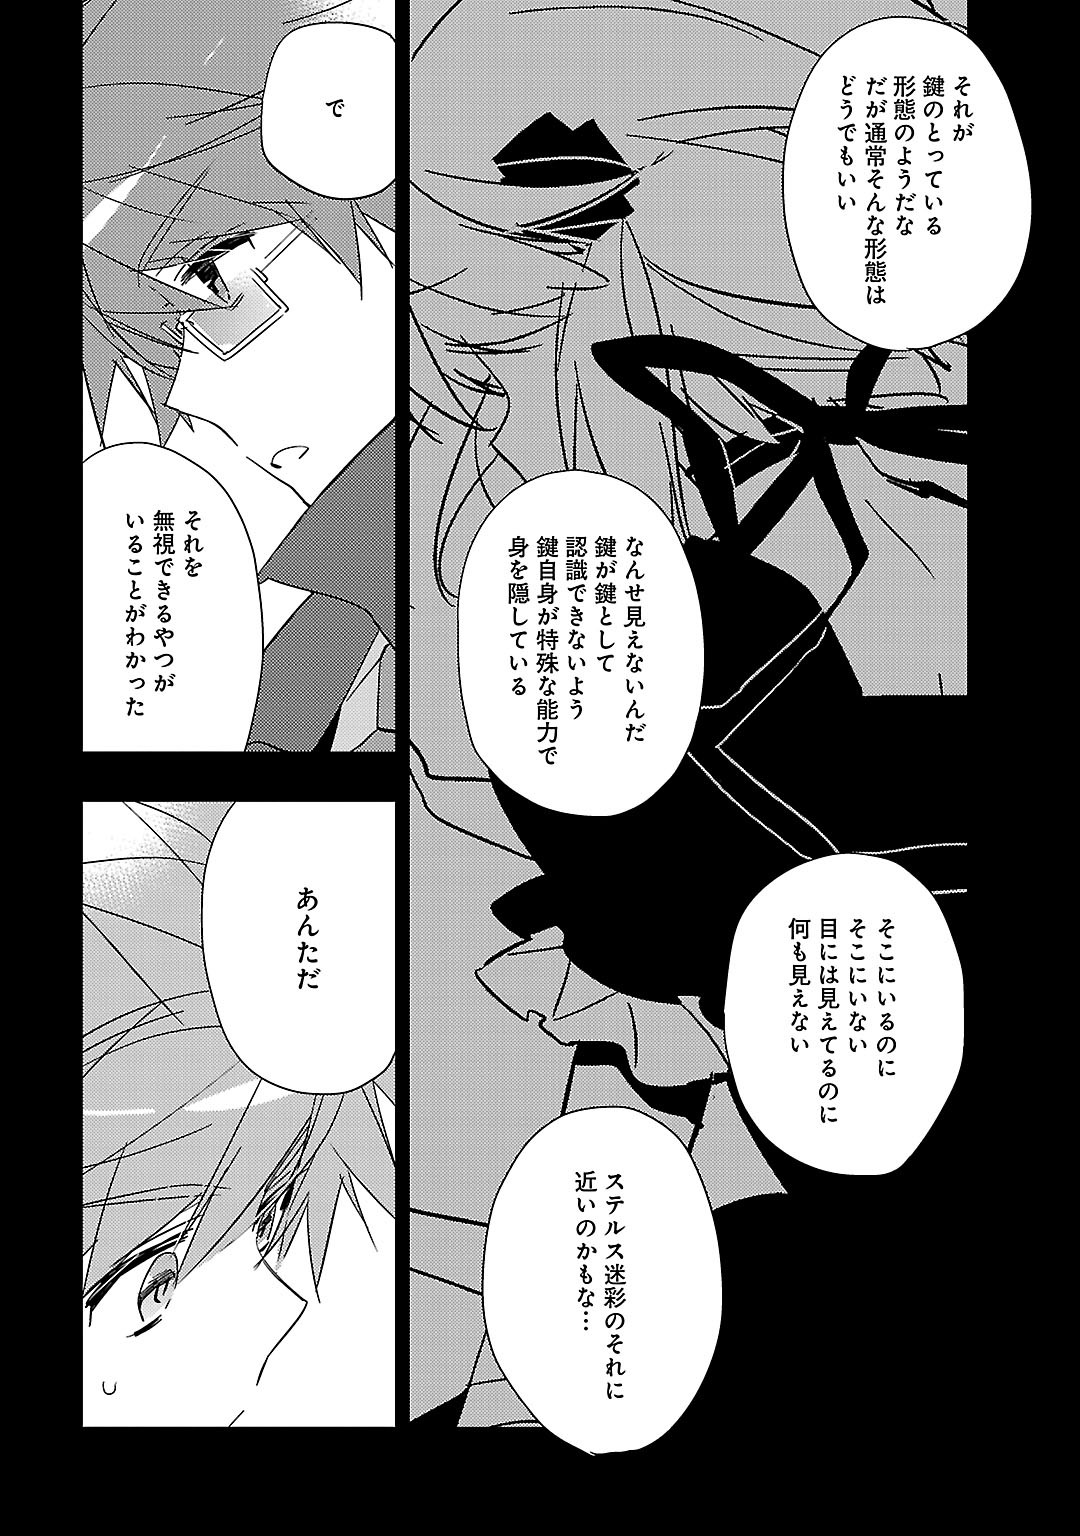 それが
鍵のとっている
形態のようだな
だが通常そんな形態は
どうでもいい
なんせ見えないんだ
鍵が鍵として
認識できないよう
鍵自身が特殊な能力で
身を隠している
そこにいるのに
そこにいない
目には見えてるのに
何も見えない
ステルス迷彩のそれに
近いのかもな…
で
それを
無視できるやつが
いることがわかった
あんただ